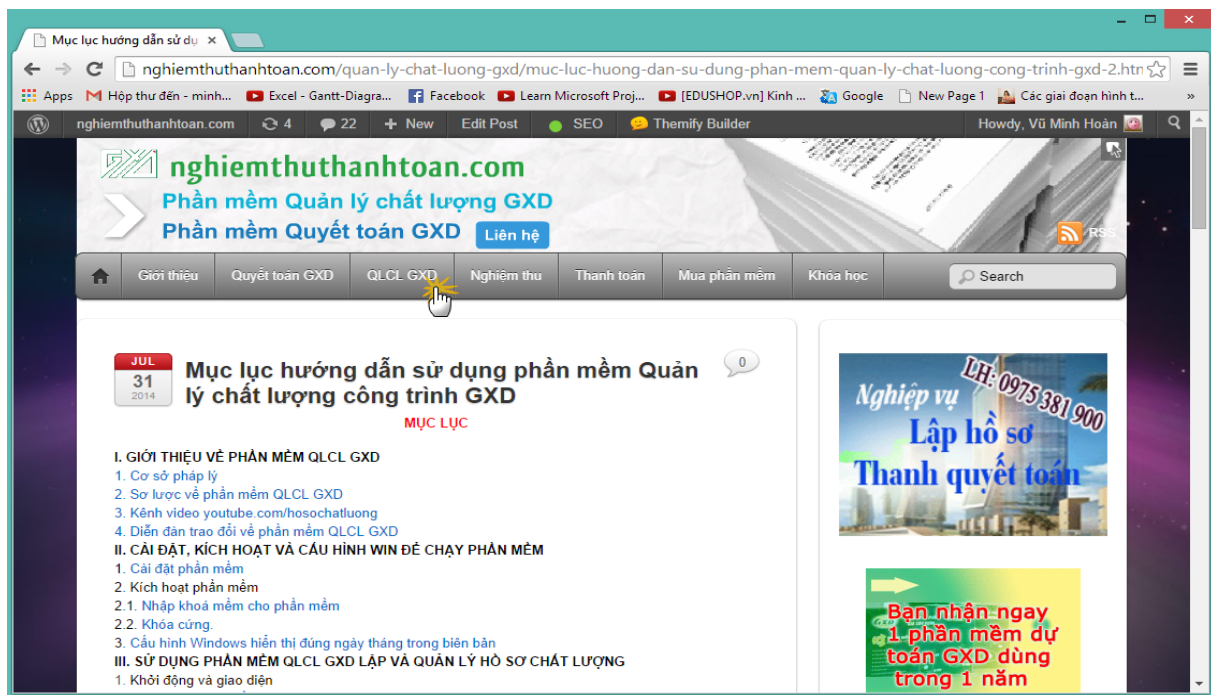 Mục lục hướng dẫn sử dụ
nghiemthuthanhtoan.com/quan-ly-chat-luong-gxd/muc-luc-huong-dan-su-dung-phan-mem-quan-ly-chat-luong-cong-trinh-gxd-2.htm
Apps Hộp thư đến - minh... Excel - Gantt-Diagra... Facebook Learn Microsoft Proj... [EDUSHOP.vn] Kinh ... Google New Page 1 Các giai đoạn hình t... »
nghiemthuthanhtoan.com 4 22 + New Edit Post SEO Themify Builder Howdy, Vũ Minh Hoàn
GXD nghiemthuthanhtoan.com
Phần mềm Quản lý chất lượng GXD
Phần mềm Quyết toán GXD Liên hệ
RSS
Giới thiệu Quyết toán GXD QLCL GXD Nghiệm thu Thanh toán Mua phần mềm Khóa học Search
JUL
31
2014
Mục lục hướng dẫn sử dụng phần mềm Quản
lý chất lượng công trình GXD
0
MỤC LỤC
I. GIỚI THIỆU VỀ PHẦN MỀM QLCL GXD
1. Cơ sở pháp lý
2. Sơ lược về phần mềm QLCL GXD
3. Kênh video youtube.com/hosochatluong
4. Diễn đàn trao đổi về phần mềm QLCL GXD
II. CÀI ĐẶT, KÍCH HOẠT VÀ CẤU HÌNH WIN ĐỂ CHẠY PHẦN MỀM
1. Cài đặt phần mềm
2. Kích hoạt phần mềm
2.1. Nhập khoá mềm cho phần mềm
2.2. Khóa cứng.
3. Cấu hình Windows hiển thị đúng ngày tháng trong biên bản
III. SỬ DỤNG PHẦN MỀM QLCL GXD LẬP VÀ QUẢN LÝ HỒ SƠ CHẤT LƯỢNG
1. Khởi động và giao diện
LH: 0975 381 900
Nghiệp vụ
Lập hồ sơ
Thanh quyết toán
Bạn nhận ngay
1 phần mềm dự
toán GXD dùng
trong 1 năm